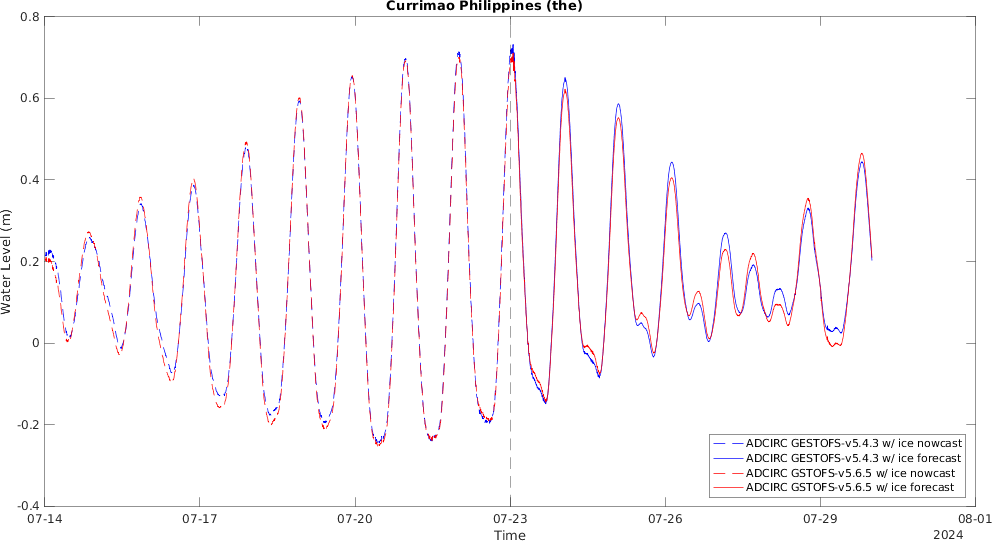 Currimao Philippines (the)
Water Level (m)
0.8
0.6
0.4
0.2
0
-0.2
-0.4
07-14
07-17
07-20
07-23
07-26
07-29
08-01
Time
2024
ADCIRC GESTOFS-v5.4.3 w/ ice nowcast
ADCIRC GESTOFS-v5.4.3 w/ ice forecast
ADCIRC GSTOFS-v5.6.5 w/ ice nowcast
ADCIRC GSTOFS-v5.6.5 w/ ice forecast